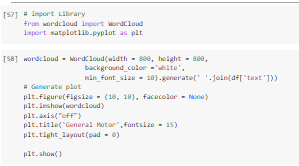 [57] # Import Library
from wordcloud import WordCloud
import matplotlib.pyplot as plt
[58] wordcloud = WordCloud(width = 800, height = 800,
background_color ='white',
min_font_size = 10).generate(' '.join(df['text']))
# Generate plot
plt.figure(figsize = (10, 10), facecolor = None)
plt.imshow(wordcloud)
plt.axis("off")
plt.title('General Motor',fontsize = 15)
plt.tight_layout(pad = 0)
plt.show()